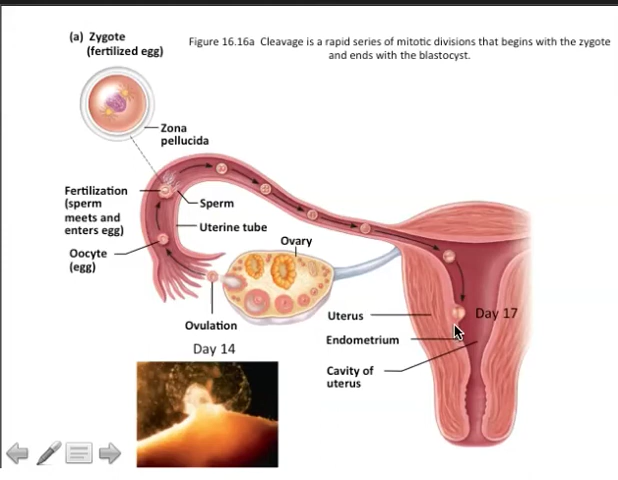 (a) Zygote
(fertilized egg)
Figure 16.16a Cleavage is a rapid series of mitotic divisions that begins with the zygote
and ends with the blastocyst.
Zona
pellucida
Fertilization
(sperm
meets and
enters egg)
Sperm
Uterine tube
Ovary
Oocyte
(egg)
Ovulation
Day 14
Uterus
Day 17
Endometrium
Cavity of
uterus